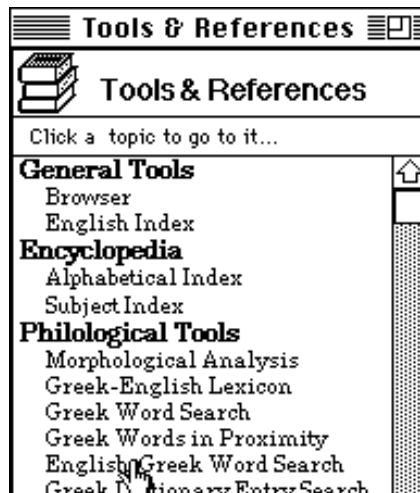 Tools & References
Tools & References
Click a topic to go to it...
General Tools
Browser
English Index
Encyclopedia
Alphabetical Index
Subject Index
Philological Tools
Morphological Analysis
Greek-English Lexicon
Greek Word Search
Greek Words in Proximity
English-Greek Word Search
Greek Dictionary Entry Search